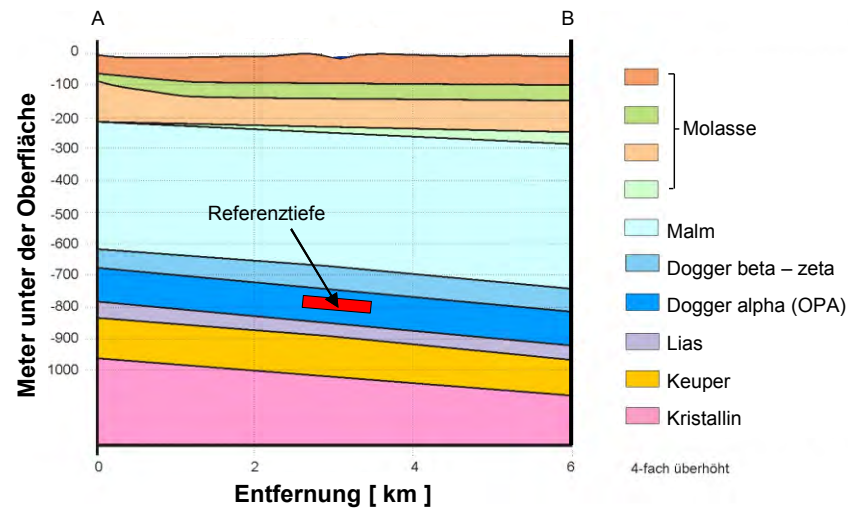 A
B
0
-100
-200
-300
-400
-500
-600
-700
-800
-900
1000
Meter unter der Oberfläche
Referenztiefe
0
2
4
6
Entfernung [ km ]
Molasse
Malm
Dogger beta – zeta
Dogger alpha (OPA)
Lias
Keuper
Kristallin
4-fach überhöht